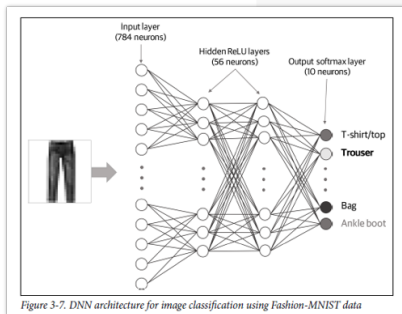 Input layer
(784 neurons)
Hidden ReLU layers
(56 neurons)
Output softmax layer
(10 neurons)
T-shirt/top
Trouser
Bag
Ankle boot
Figure 3-7. DNN architecture for image classification using Fashion-MNIST data